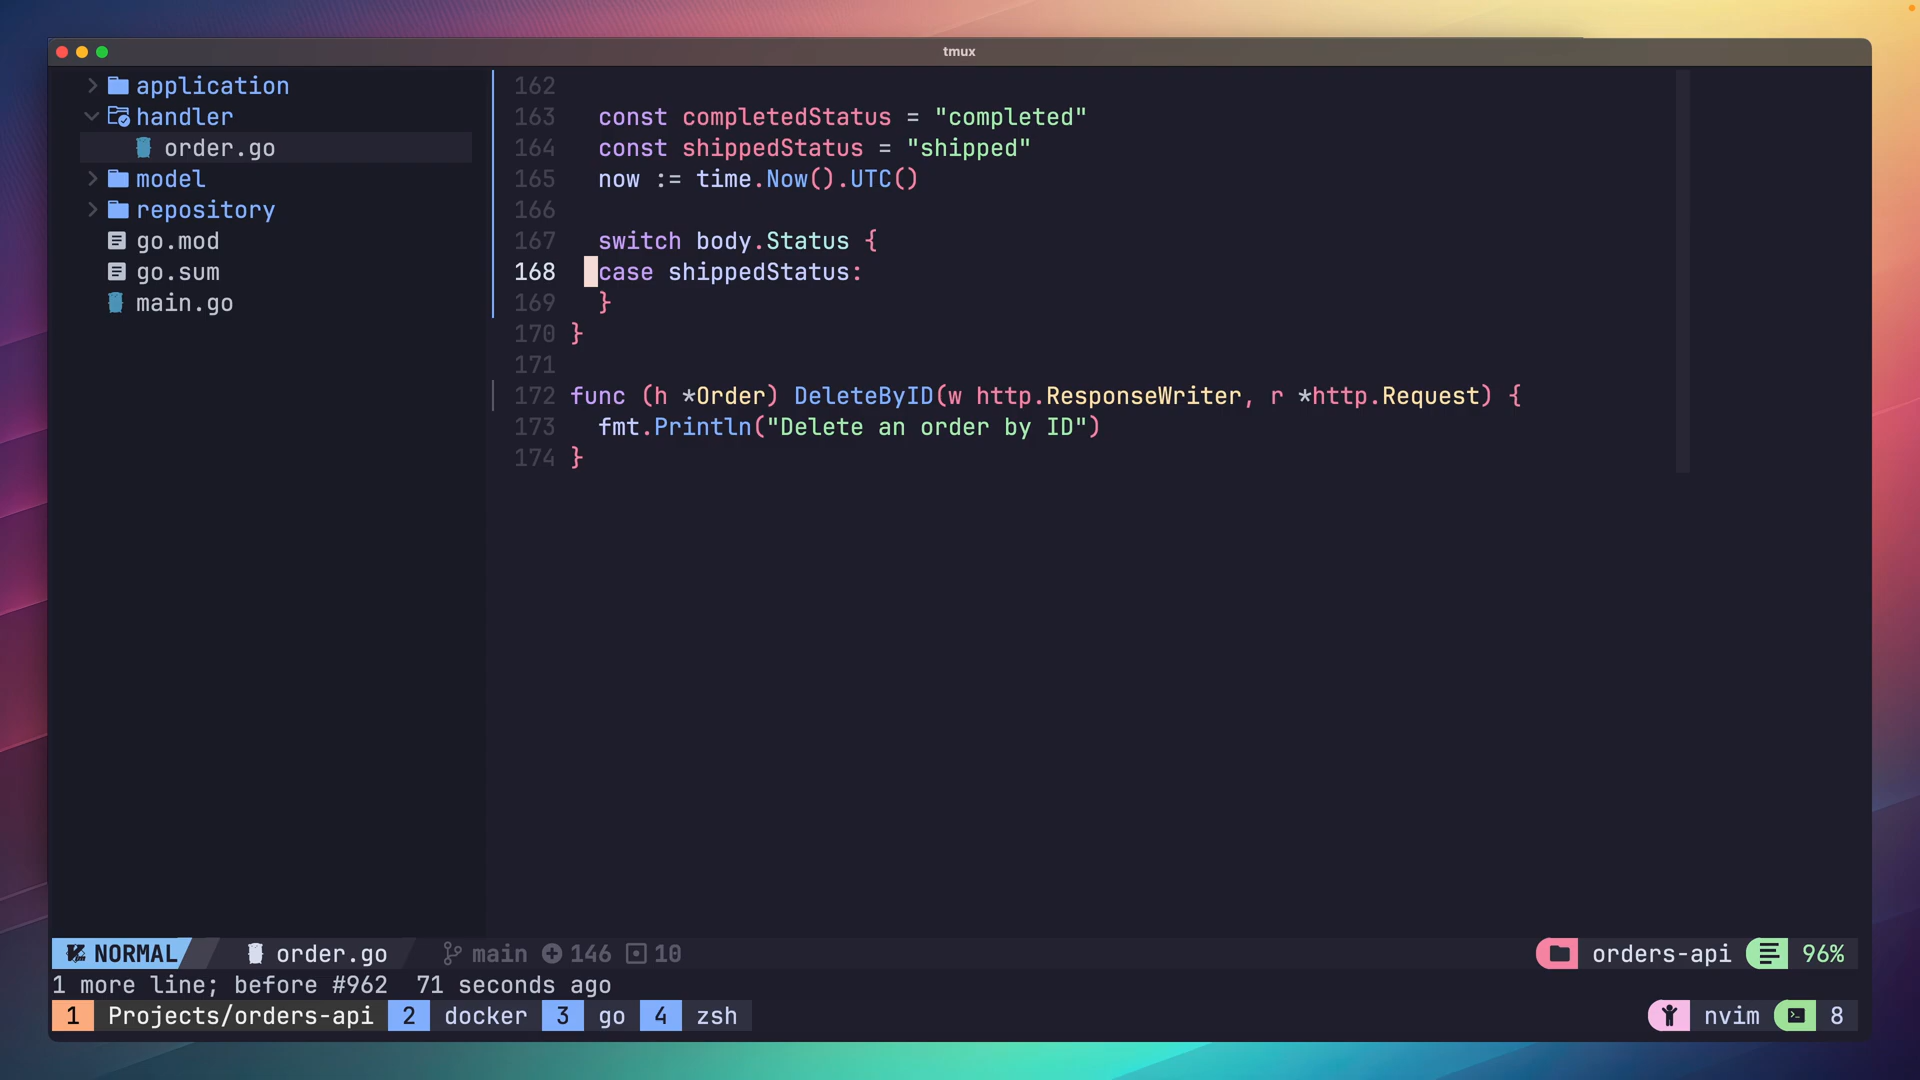 tmux
application
handler
order.go
model
repository
go.mod
go.sum
main.go
162
163 const completedStatus = "completed"
164 const shippedStatus = "shipped"
165 now := time.Now().UTC()
166
167 switch body.Status {
168 case shippedStatus:
169 }
170 }
171
172 func (h *Order) DeleteByID(w http.ResponseWriter, r *http.Request) {
173 fmt.Println("Delete an order by ID")
174 }
NORMAL order.go main 146 10 orders-api 96%
1 more line; before #962 71 seconds ago
1 Projects/orders-api 2 docker 3 go 4 zsh nvim 8